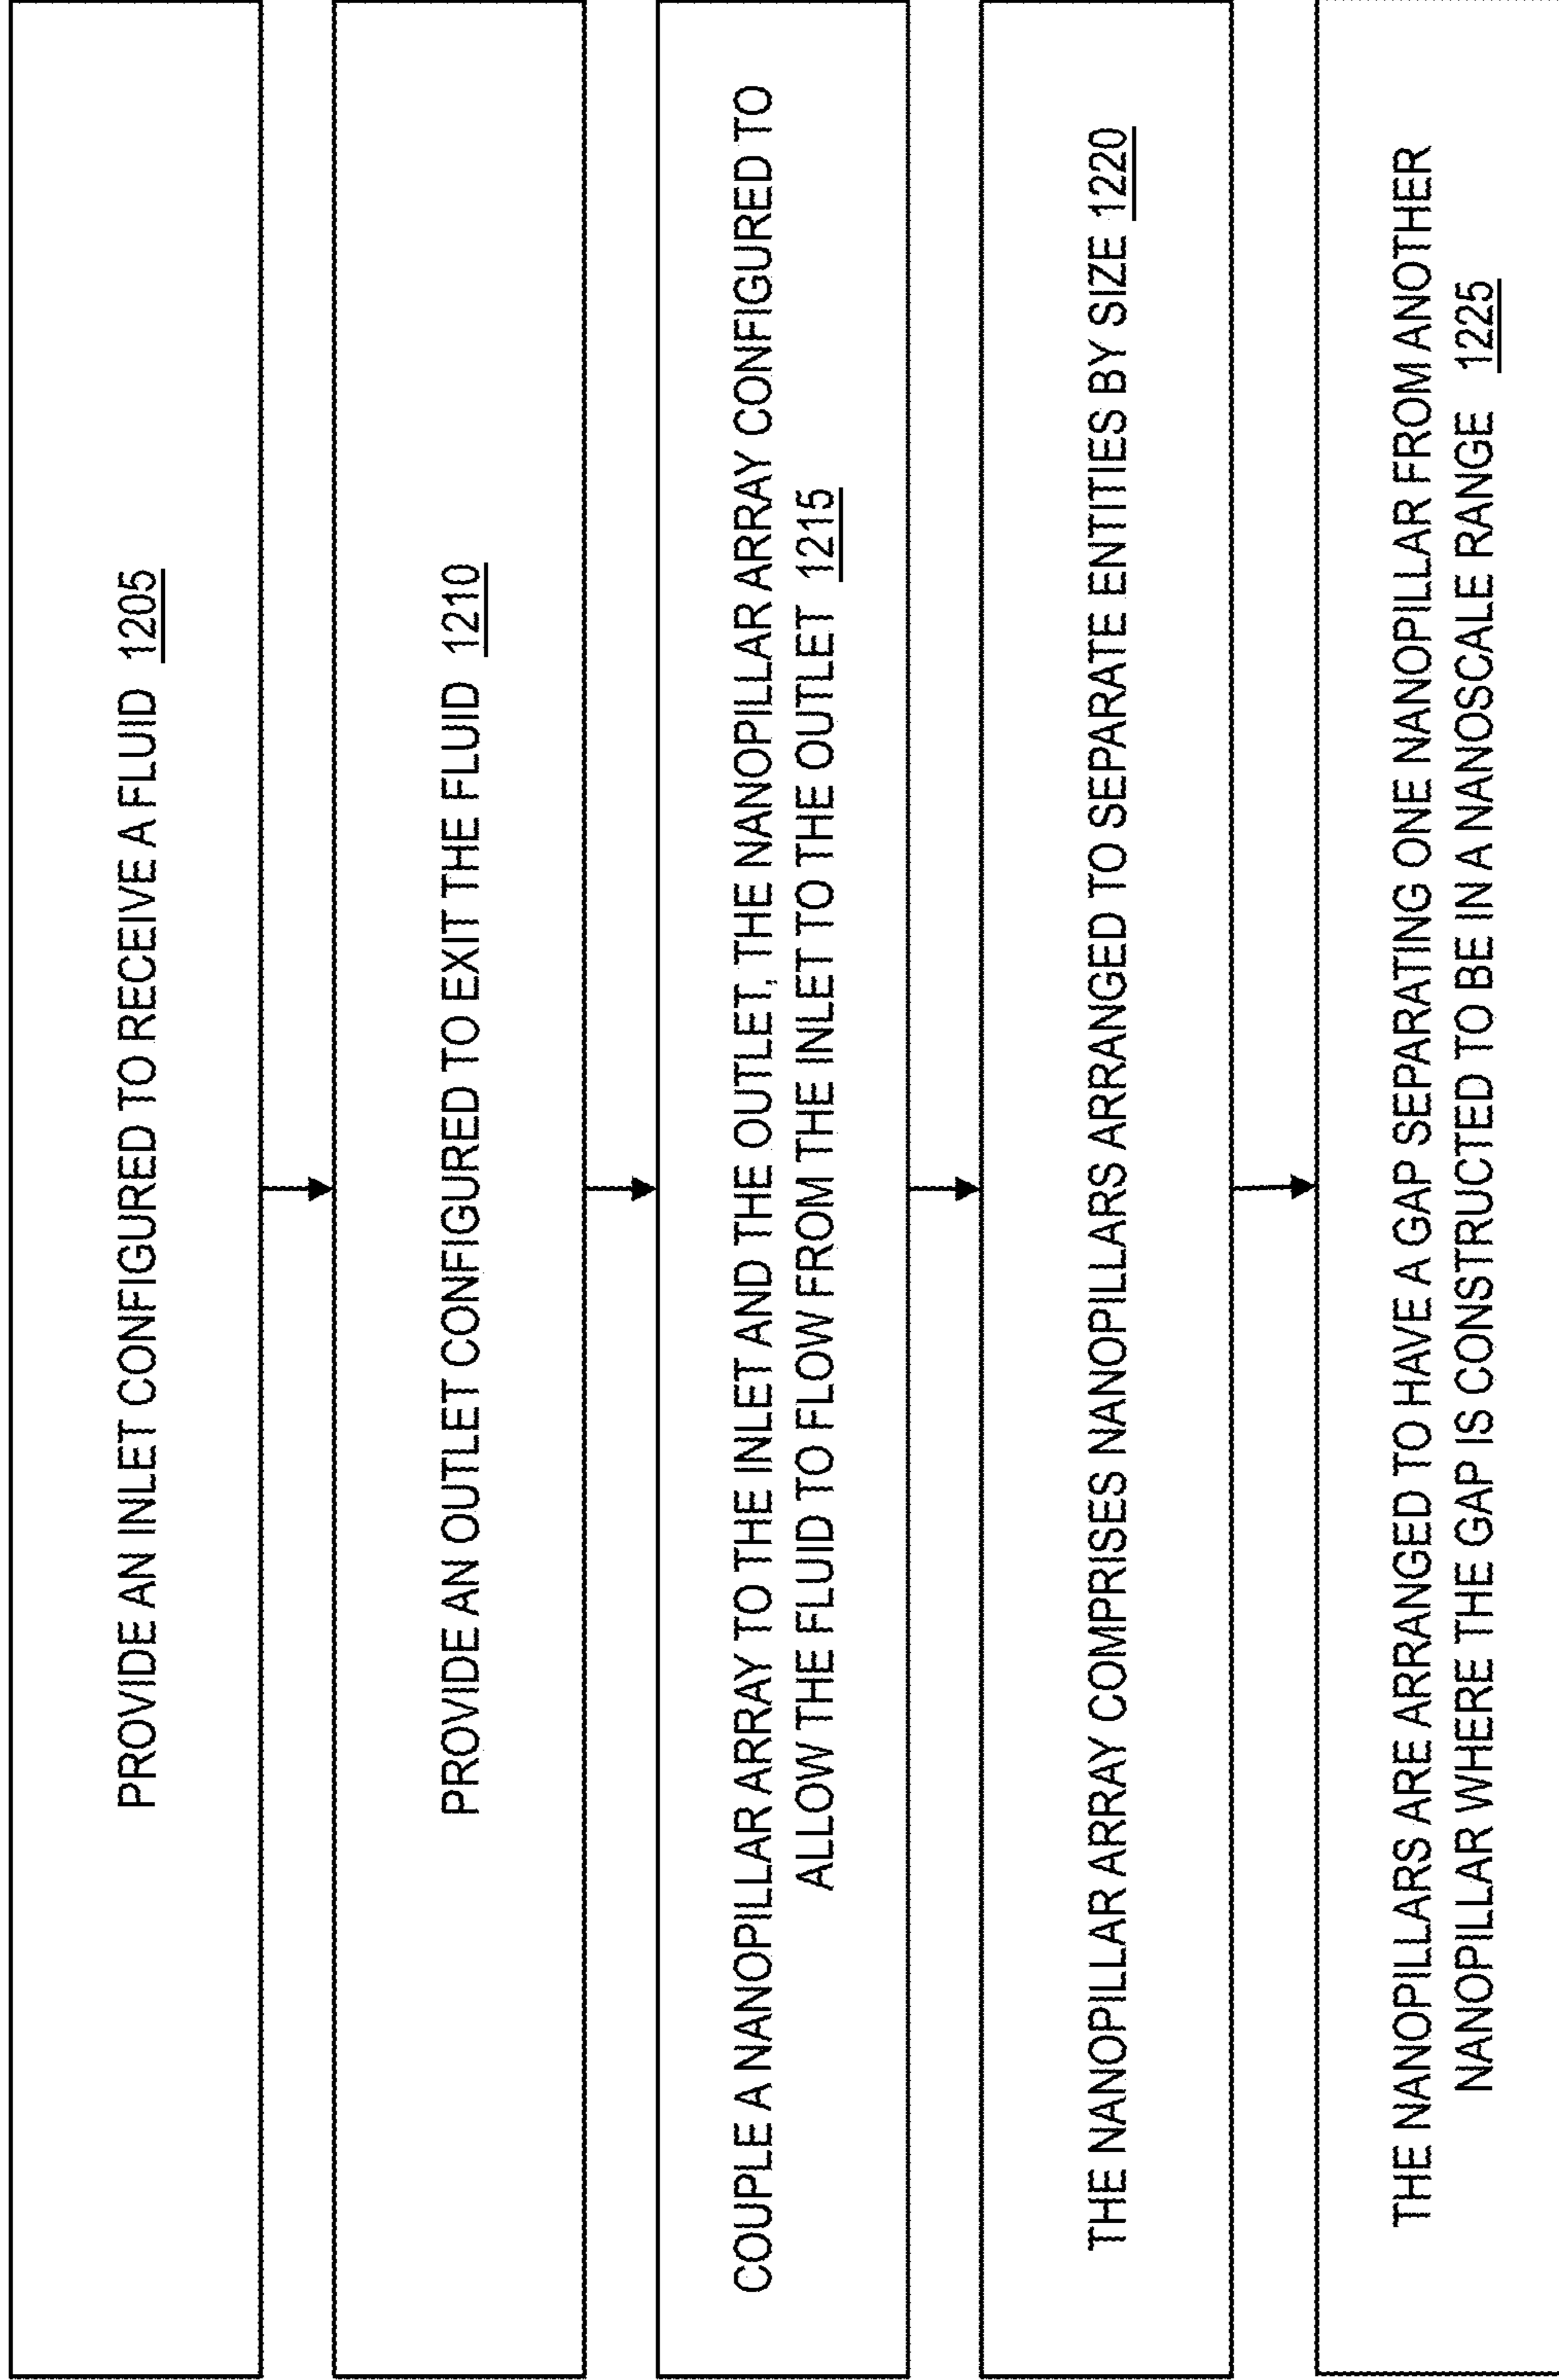 PROVIDE AN INLET CONFIGURED TO RECEIVE A FLUID 1205
PROVIDE AN OUTLET CONFIGURED TO EXIT THE FLUID 1210
COUPLE A NANOPILLAR ARRAY TO THE INLET AND THE OUTLET, THE NANOPILLAR ARRAY CONFIGURED TO
ALLOW THE FLUID TO FLOW FROM THE INLET TO THE OUTLET 1215
THE NANOPILLAR ARRAY COMPRISES NANOPILLARS ARRANGED TO SEPARATE ENTITIES BY SIZE 1220
THE NANOPILLARS ARE ARRANGED TO HAVE A GAP SEPARATING ONE NANOPILLAR FROM ANOTHER
NANOPILLAR WHERE THE GAP IS CONSTRUCTED TO BE IN A NANOSCALE RANGE 1225